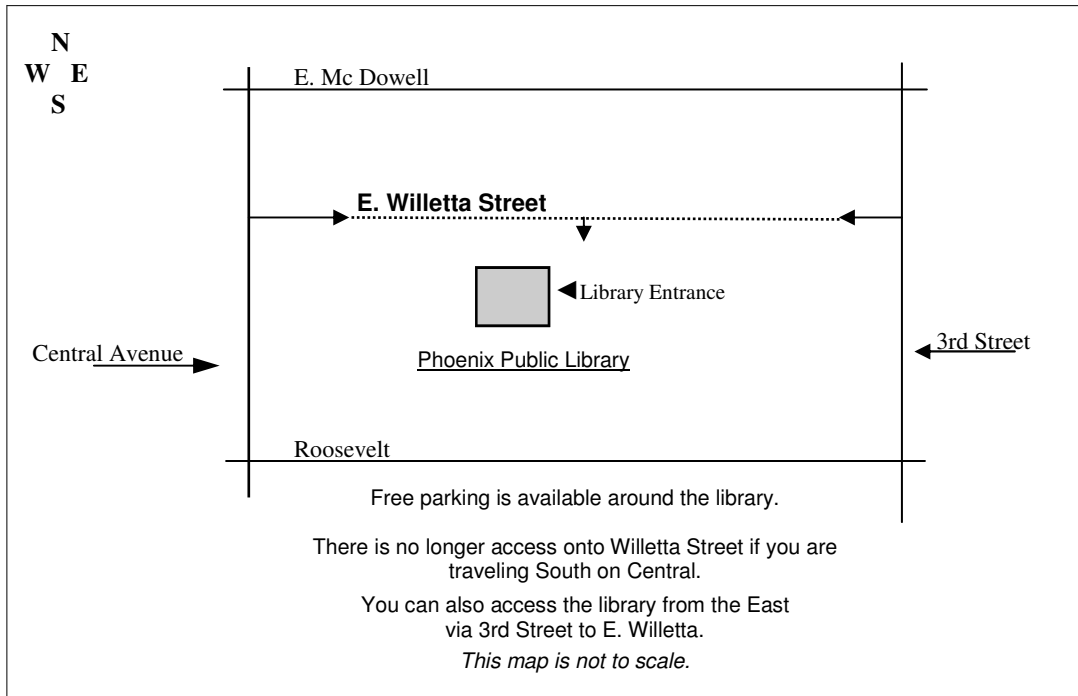 N
W E
S
E. Mc Dowell
E. Willetta Street
Library Entrance
Central Avenue
3rd Street
Phoenix Public Library
Roosevelt
Free parking is available around the library.
There is no longer access onto Willetta Street if you are
traveling South on Central.
You can also access the library from the East
via 3rd Street to E. Willetta.
This map is not to scale.